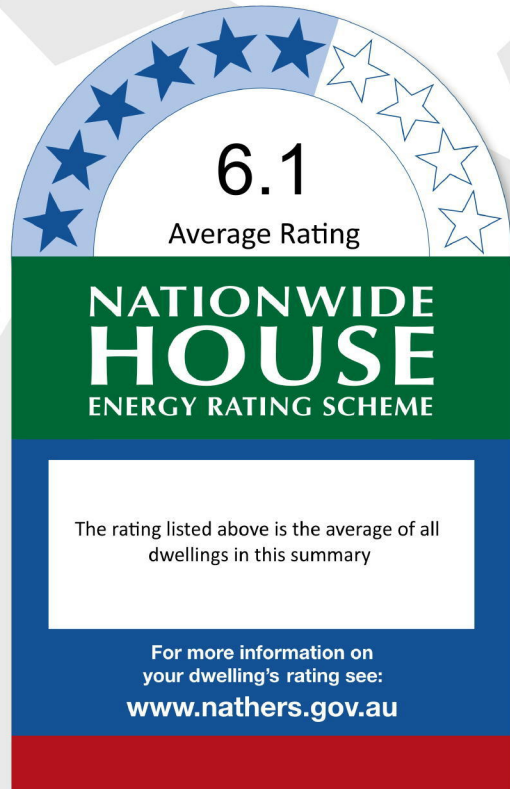 6.1
Average Rating
NATIONWIDE
HOUSE
ENERGY RATING SCHEME
The rating listed above is the average of all
dwellings in this summary
For more information on
your dwelling's rating see:
www.nathers.gov.au